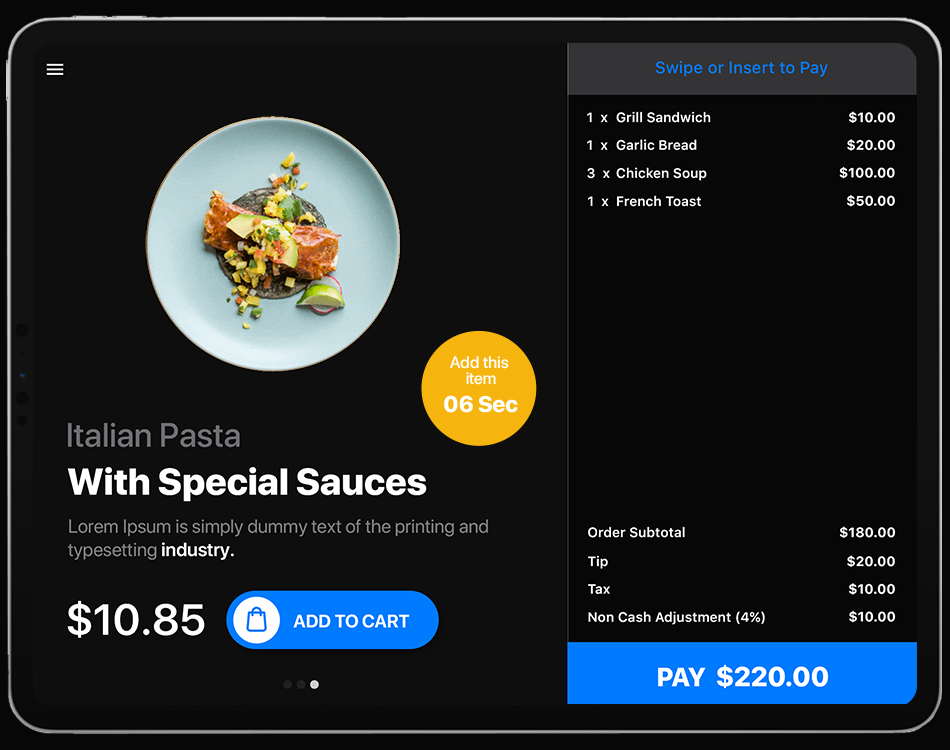 Swipe or Insert to Pay
1 x Grill Sandwich $10.00
1 x Garlic Bread $20.00
3 x Chicken Soup $100.00
1 x French Toast $50.00
Add this
item
06 Sec
Italian Pasta
With Special Sauces
Lorem Ipsum is simply dummy text of the printing and
typesetting industry.
$10.85
ADD TO CART
Order Subtotal $180.00
Tip $20.00
Tax $10.00
Non Cash Adjustment (4%) $10.00
PAY $220.00